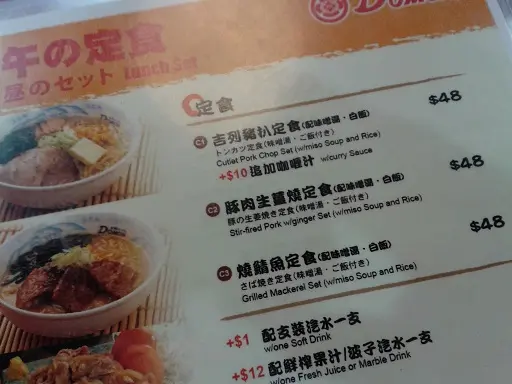 午の定食
昼のセット Lunch Set
定食
C1 吉列豬扒定食(配味噌湯·白飯) $48
トンカツ定食(味噌湯·ご飯付き)
Cutlet Pork Chop Set (w/miso Soup and Rice)
+$10 追加咖喱汁 w/curry Sauce
C2 豚肉生薑燒定食(配味噌湯·白飯) $48
豚の生姜焼き定食(味噌湯·ご飯付き)
Stir-fired Pork w/ginger Set (w/miso Soup and Rice)
C3 燒鯖魚定食(配味噌湯·白飯) $48
さば焼き定食(味噌湯·ご飯付き)
Grilled Mackerel Set (w/miso Soup and Rice)
+$1 配支裝汽水一支
w/one Soft Drink
+$12 配鮮搾果汁/波子汽水一支
w/one Fresh Juice or Marble Drink